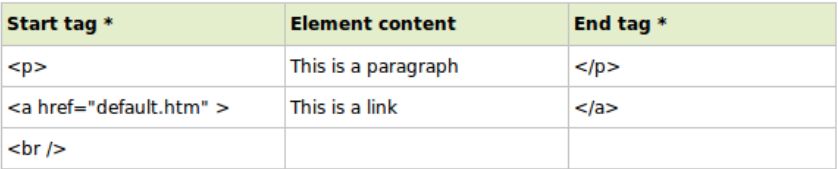 Start tag * Element content End tag *
<p> This is a paragraph </p>
<a href="default.htm" > This is a link </a>
<br />